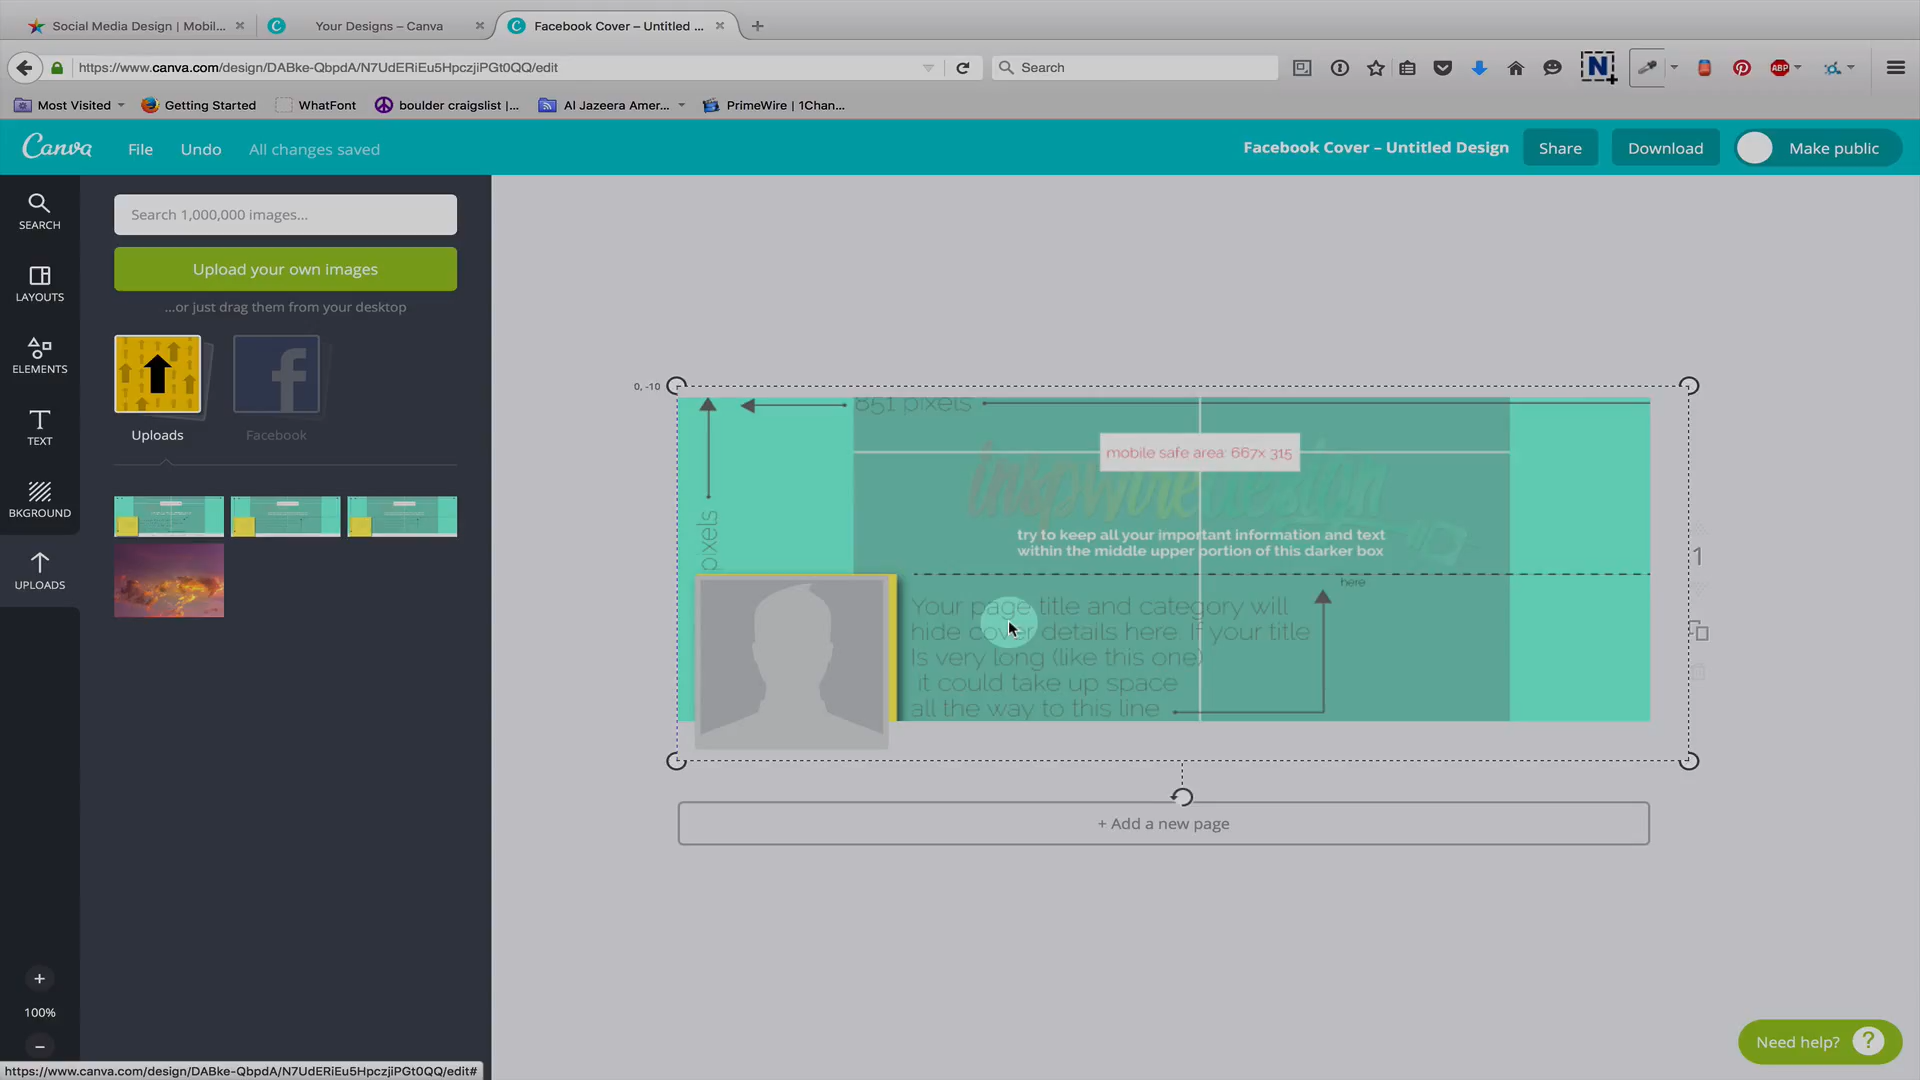 Social Media Design | Mobil...
Your Designs – Canva
Facebook Cover – Untitled ...
https://www.canva.com/design/DABke-QbpdA/N7UdERiEu5HpczjiPGt0QQ/edit
Search
N
ABP
Most Visited
Getting Started
WhatFont
boulder craigslist |...
Al Jazeera Amer...
PrimeWire | 1Chan...
Canva
File
Undo
All changes saved
Facebook Cover – Untitled Design
Share
Download
Make public
SEARCH
LAYOUTS
ELEMENTS
TEXT
BKGROUND
UPLOADS
Search 1,000,000 images...
Upload your own images
...or just drag them from your desktop
f
Uploads
Facebook
0, -10
851 pixels
mobile safe area: 667x 315
inspwire design
try to keep all your important information and text
within the middle upper portion of this darker box
pixels
here
Your page title and category will
hide cover details here. If your title
Is very long (like this one)
it could take up space
all the way to this line
1
+ Add a new page
+
100%
−
Need help? ?
https://www.canva.com/design/DABke-QbpdA/N7UdERiEu5HpczjiPGt0QQ/edit#